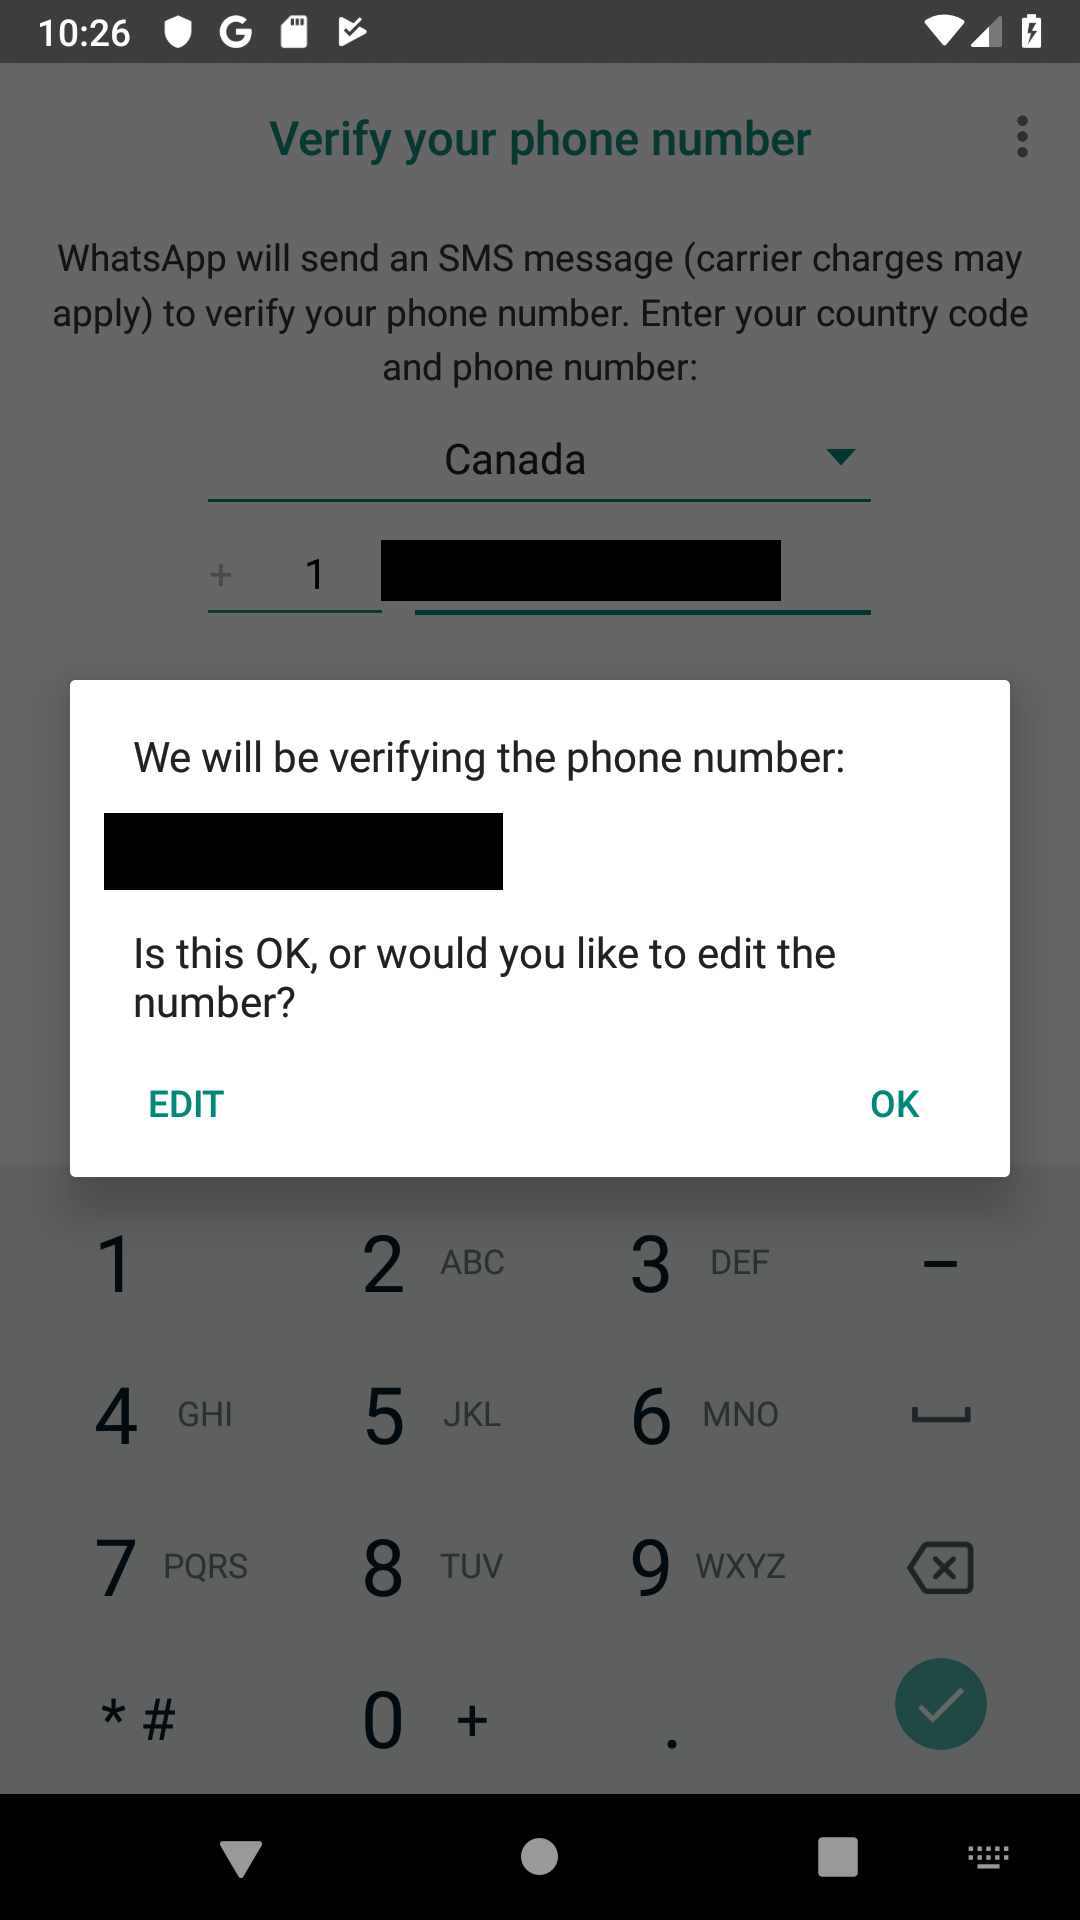 10:26
Verify your phone number
WhatsApp will send an SMS message (carrier charges may
apply) to verify your phone number. Enter your country code
and phone number:
Canada
+ 1
We will be verifying the phone number:
Is this OK, or would you like to edit the
number?
EDIT OK
1 2 ABC 3 DEF –
4 GHI 5 JKL 6 MNO
7 PQRS 8 TUV 9 WXYZ
* # 0 + .